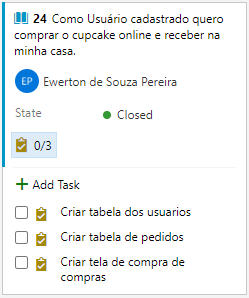 24 Como Usuário cadastrado quero
comprar o cupcake online e receber na
minha casa.
EP Ewerton de Souza Pereira
State Closed
0/3
+ Add Task
Criar tabela dos usuarios
Criar tabela de pedidos
Criar tela de compra de
compras